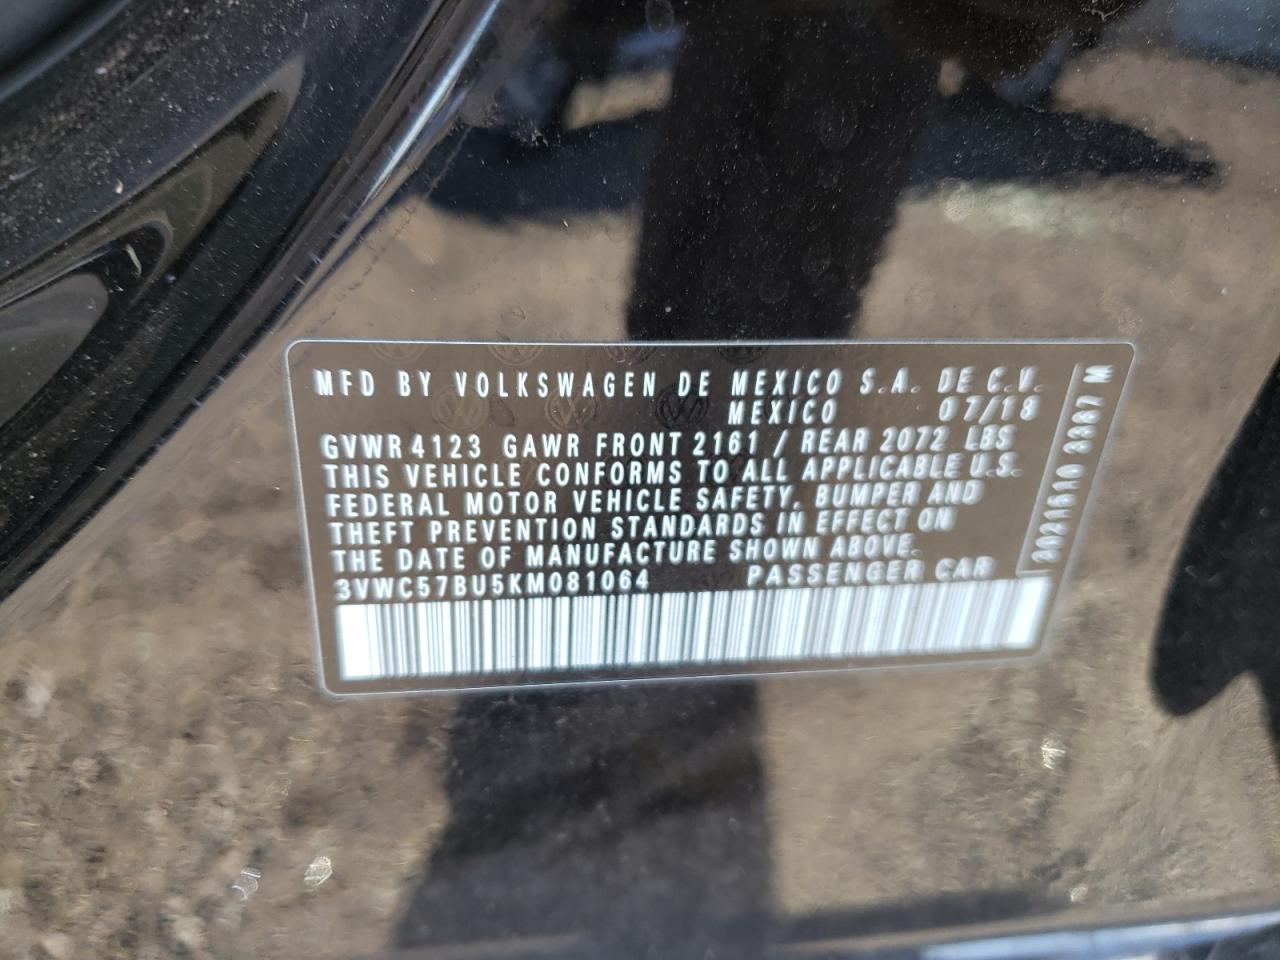 MFD BY VOLKSWAGEN DE MEXICO S.A. DE C.V.
MEXICO 07/18
GVWR 4123 GAWR FRONT 2161 / REAR 2072 LBS
THIS VEHICLE CONFORMS TO ALL APPLICABLE U.S.
FEDERAL MOTOR VEHICLE SAFETY, BUMPER AND
THEFT PREVENTION STANDARDS IN EFFECT ON
THE DATE OF MANUFACTURE SHOWN ABOVE.
3VWC57BU5KM081064 PASSENGER CAR
3021610 3387 M